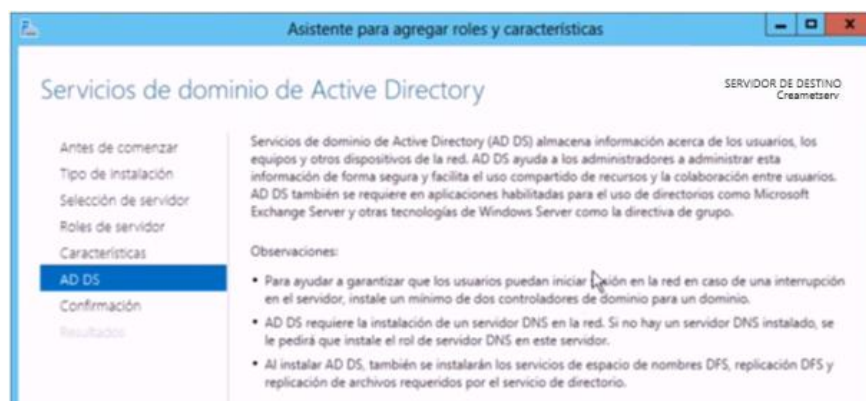 Asistente para agregar roles y características
Servicios de dominio de Active Directory
SERVIDOR DE DESTINO
Creametserv
Antes de comenzar
Tipo de instalación
Selección de servidor
Roles de servidor
Características
AD DS
Confirmación
Resultados
Servicios de dominio de Active Directory (AD DS) almacena información acerca de los usuarios, los
equipos y otros dispositivos de la red. AD DS ayuda a los administradores a administrar esta
información de forma segura y facilita el uso compartido de recursos y la colaboración entre usuarios.
AD DS también se requiere en aplicaciones habilitadas para el uso de directorios como Microsoft
Exchange Server y otras tecnologías de Windows Server como la directiva de grupo.
Observaciones:
• Para ayudar a garantizar que los usuarios puedan iniciar sesión en la red en caso de una interrupción
en el servidor, instale un mínimo de dos controladores de dominio para un dominio.
• AD DS requiere la instalación de un servidor DNS en la red. Si no hay un servidor DNS instalado, se
le pedirá que instale el rol de servidor DNS en este servidor.
• Al instalar AD DS, también se instalarán los servicios de espacio de nombres DFS, replicación DFS y
replicación de archivos requeridos por el servicio de directorio.